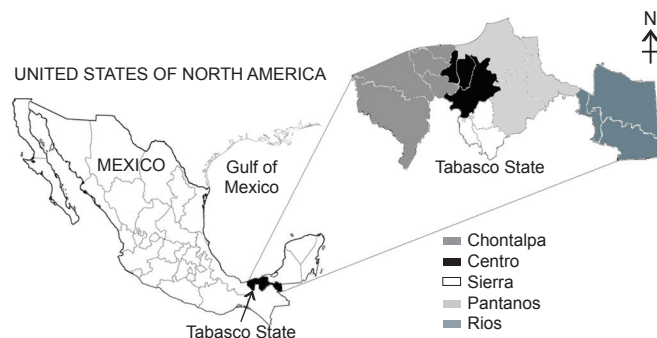 N
UNITED STATES OF NORTH AMERICA
MEXICO
Gulf of
Mexico
Tabasco State
Tabasco State
Chontalpa
Centro
Sierra
Pantanos
Rios